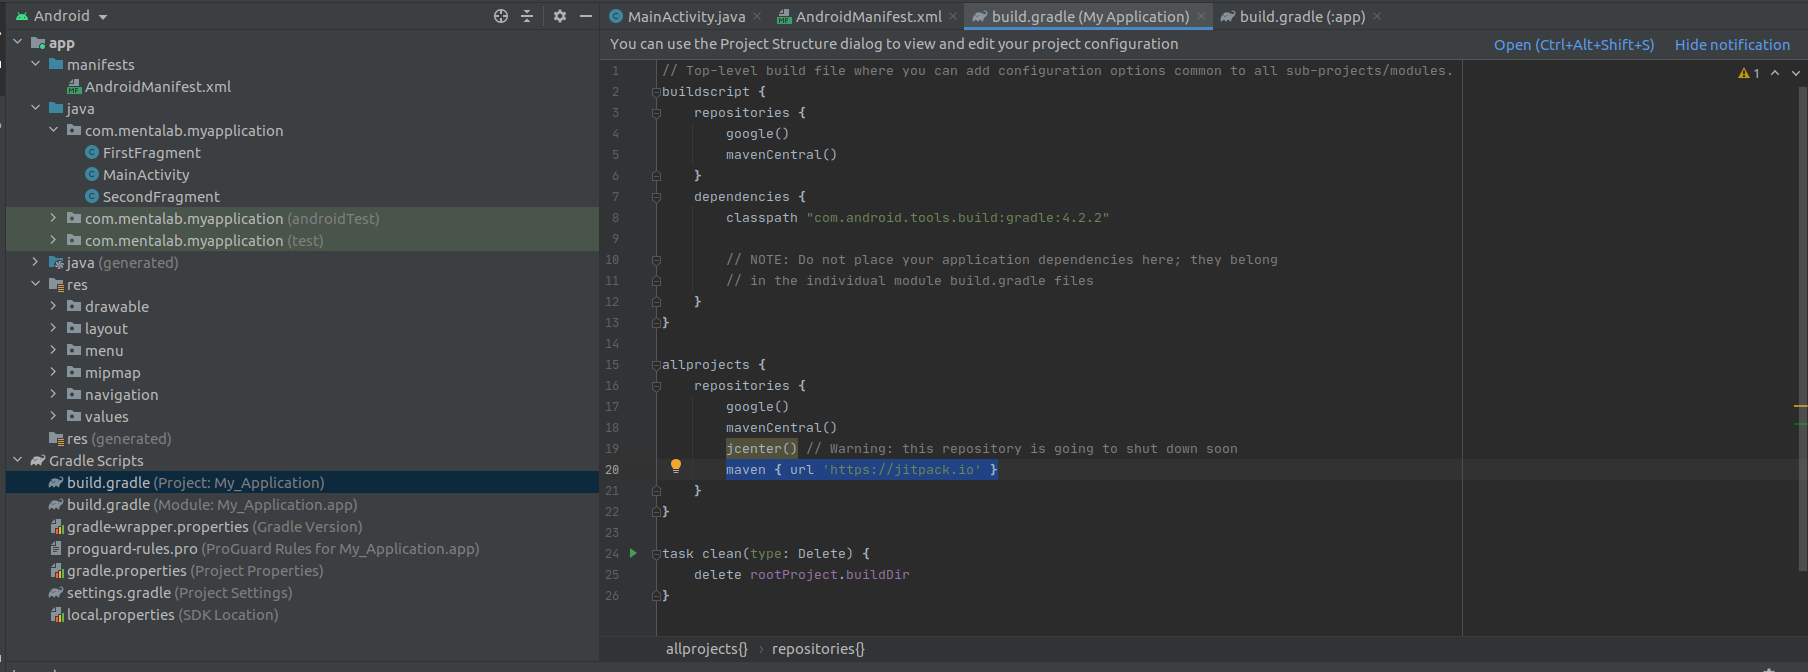 Android
app
manifests
AndroidManifest.xml
java
com.mentalab.myapplication
FirstFragment
MainActivity
SecondFragment
com.mentalab.myapplication (androidTest)
com.mentalab.myapplication (test)
java (generated)
res
drawable
layout
menu
mipmap
navigation
values
res (generated)
Gradle Scripts
build.gradle (Project: My_Application)
build.gradle (Module: My_Application.app)
gradle-wrapper.properties (Gradle Version)
proguard-rules.pro (ProGuard Rules for My_Application.app)
gradle.properties (Project Properties)
settings.gradle (Project Settings)
local.properties (SDK Location)
MainActivity.java AndroidManifest.xml build.gradle (My Application) build.gradle (:app)
You can use the Project Structure dialog to view and edit your project configuration Open (Ctrl+Alt+Shift+S) Hide notification
1 // Top-level build file where you can add configuration options common to all sub-projects/modules. 1
2 buildscript {
3 repositories {
4 google()
5 mavenCentral()
6 }
7 dependencies {
8 classpath "com.android.tools.build:gradle:4.2.2"
9
10 // NOTE: Do not place your application dependencies here; they belong
11 // in the individual module build.gradle files
12 }
13 }
14
15 allprojects {
16 repositories {
17 google()
18 mavenCentral()
19 jcenter() // Warning: this repository is going to shut down soon
20 maven { url 'https://jitpack.io' }
21 }
22 }
23
24 task clean(type: Delete) {
25 delete rootProject.buildDir
26 }
allprojects{} › repositories{}